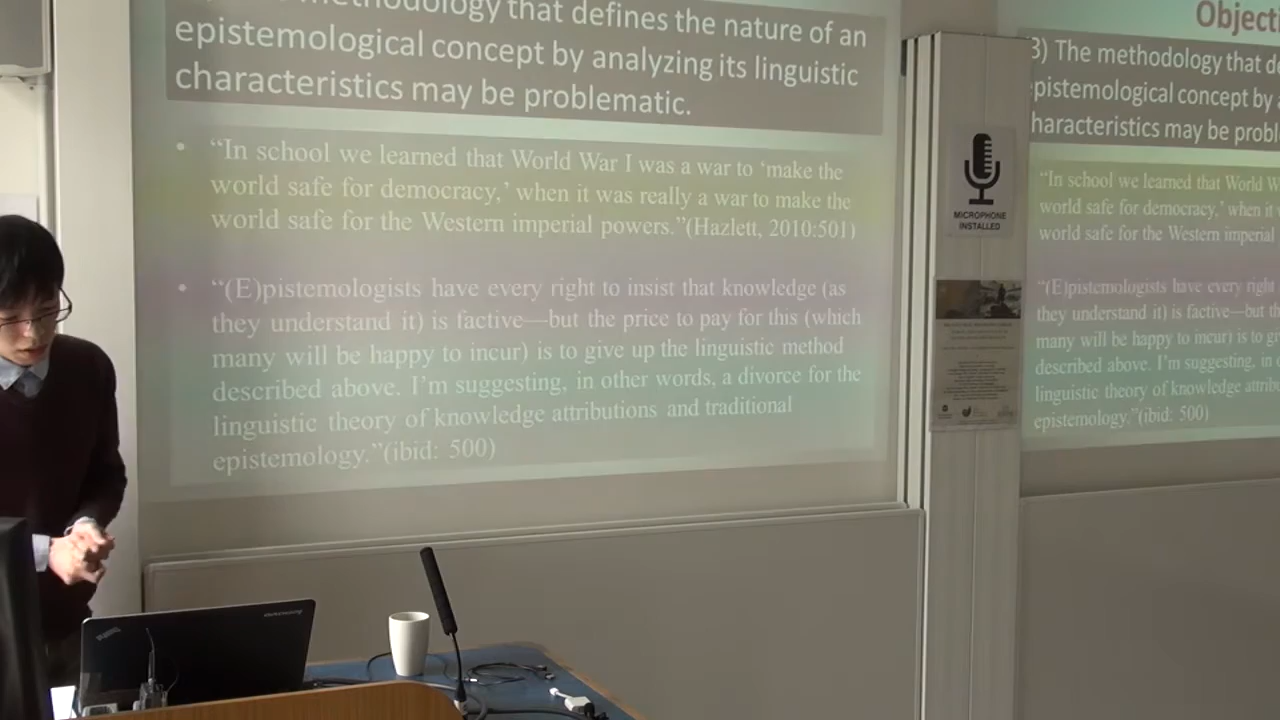 methodology that defines the nature of an
epistemological concept by analyzing its linguistic
characteristics may be problematic.
• “In school we learned that World War I was a war to ‘make the
world safe for democracy,’ when it was really a war to make the
world safe for the Western imperial powers.”(Hazlett, 2010:501)
• “(E)pistemologists have every right to insist that knowledge (as
they understand it) is factive—but the price to pay for this (which
many will be happy to incur) is to give up the linguistic method
described above. I’m suggesting, in other words, a divorce for the
linguistic theory of knowledge attributions and traditional
epistemology.”(ibid: 500)
MICROPHONE
INSTALLED
Objecti
3) The methodology that de
pistemological concept by
haracteristics may be probl
“In school we learned that World W
world safe for democracy,’ when it
world safe for the Western imperial
“(E)pistemologists have every right
they understand it) is factive—but th
many will be happy to incur) is to gi
described above. I’m suggesting, in
linguistic theory of knowledge attrib
epistemology.”(ibid: 500)
lenovo
ThinkPad